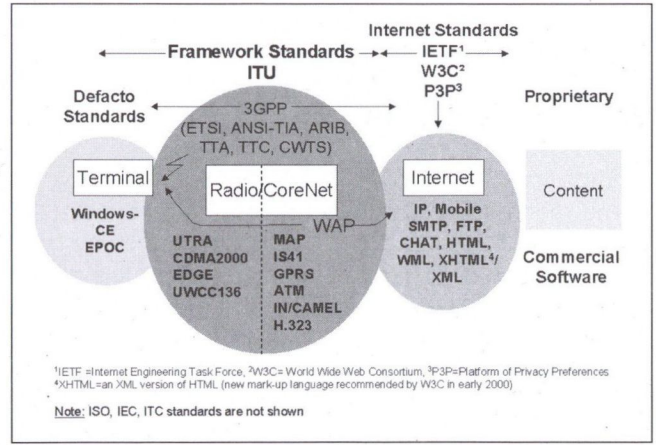 Internet Standards
Framework Standards
IETF¹
ITU
W3C²
P3P³
Defacto
Standards
Proprietary
3GPP
(ETSI, ANSI-TIA, ARIB,
TTA, TTC, CWTS)
Terminal
Radio/CoreNet
Internet
Content
WAP
Windows-
CE
EPOC
UTRA
CDMA2000
EDGE
UWCC136
MAP
IS41
GPRS
ATM
IN/CAMEL
H.323
IP, Mobile
SMTP, FTP,
CHAT, HTML,
WML, XHTML⁴/
XML
Commercial
Software
¹IETF =Internet Engineering Task Force, ²W3C= World Wide Web Consortium, ³P3P=Platform of Privacy Preferences
⁴XHTML=an XML version of HTML (new mark-up language recommended by W3C in early 2000)
Note: ISO, IEC, ITC standards are not shown